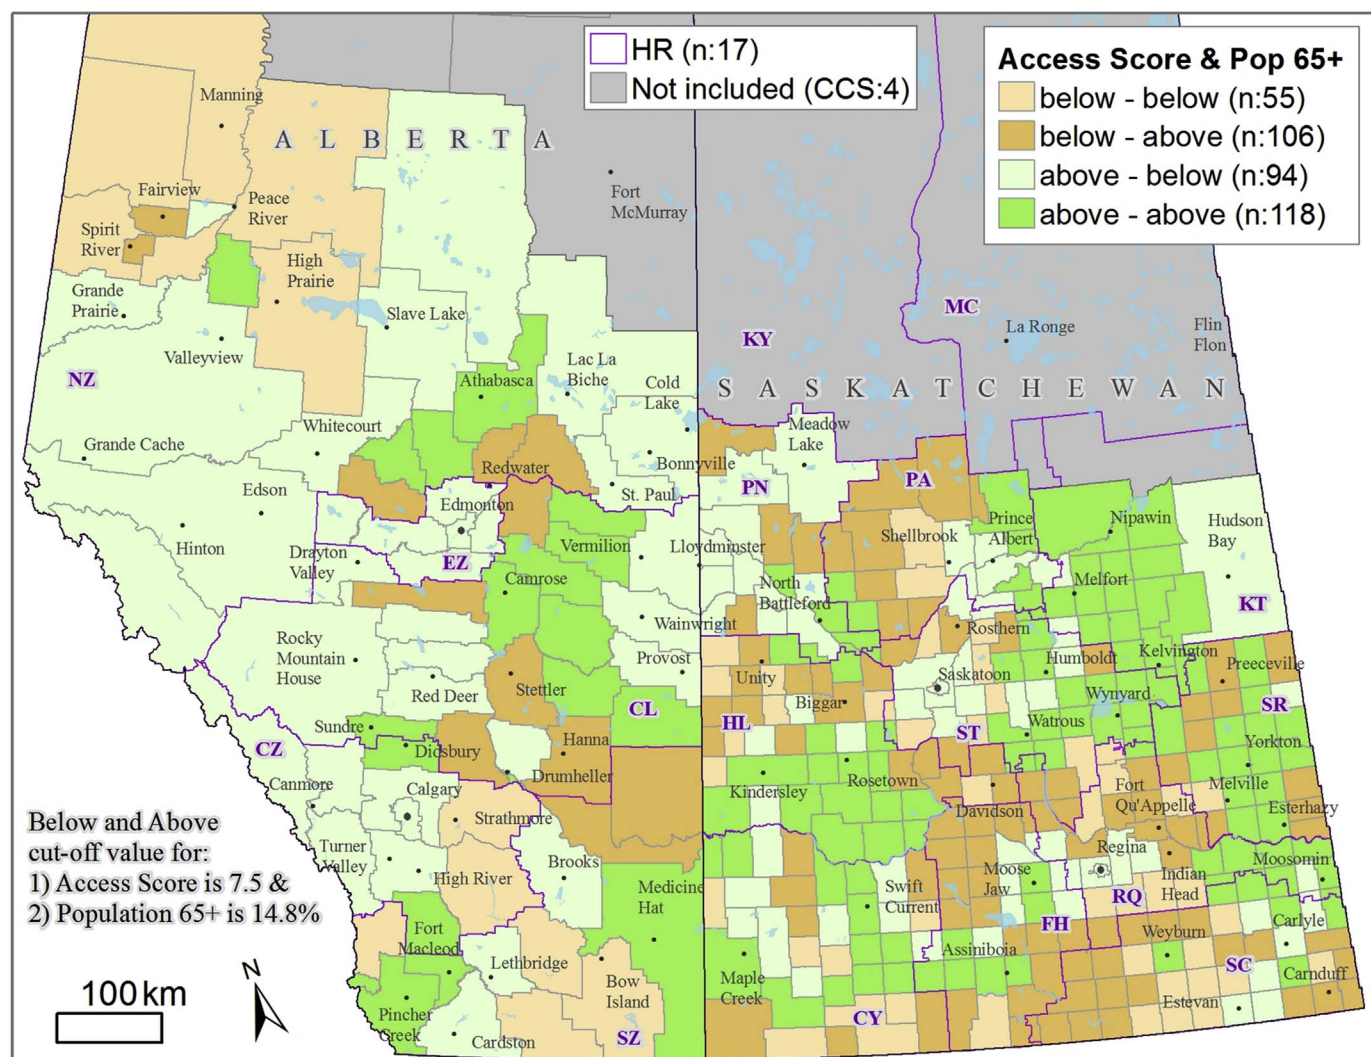 HR (n:17)
Not included (CCS:4)
Access Score & Pop 65+
below - below (n:55)
below - above (n:106)
above - below (n:94)
above - above (n:118)
Manning
A L B E R T A
Fort
McMurray
Fairview
Peace
River
Spirit
River
High
Prairie
Grande
Prairie
Slave Lake
Valleyview
MC
KY
La Ronge
Flin
Flon
NZ
Athabasca
Lac La
Biche
Cold
Lake
S A S K A T C H E W A N
Whitecourt
Meadow
Lake
Grande Cache
Redwater
Bonnyville
PN
PA
Edson
Edmonton
St. Paul
Hinton
Drayton
Valley
EZ
Vermilion
Lloydminster
Shellbrook
Prince
Albert
Nipawin
Hudson
Bay
Camrose
North
Battleford
Melfort
KT
Rocky
Mountain
House
Wainwright
Rosthern
Provost
Humboldt
Kelvington
Preeceville
Red Deer
Stettler
Unity
Saskatoon
Biggar
Wynyard
SR
CL
HL
ST
Watrous
Sundre
CZ
Didsbury
Hanna
Drumheller
Yorkton
Canmore
Calgary
Kindersley
Rosetown
Davidson
Fort
Qu'Appelle
Melville
Esterhazy
Strathmore
Below and Above
cut-off value for:
1) Access Score is 7.5 &
2) Population 65+ is 14.8%
Turner
Valley
Brooks
High River
Medicine
Hat
Swift
Current
Moose
Jaw
Regina
Indian
Head
Moosomin
RQ
FH
Fort
Macleod
Lethbridge
Bow
Island
Maple
Creek
Assiniboia
Weyburn
Carlyle
SC
Carnduff
Estevan
N
100 km
Pincher
Creek
Cardston
SZ
CY